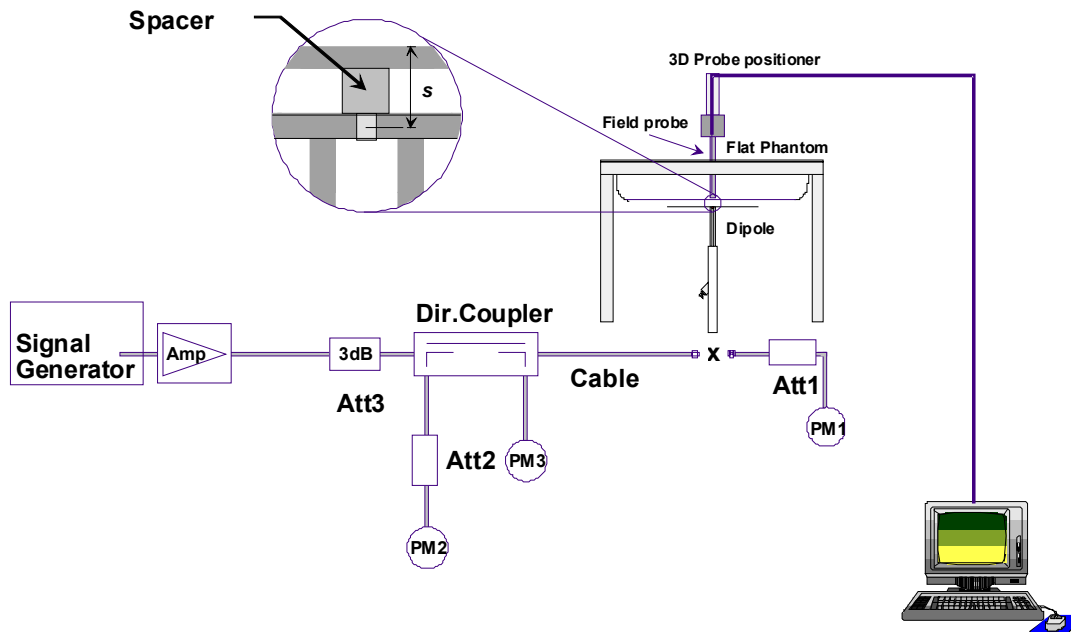 Spacer
s
3D Probe positioner
Field probe
Flat Phantom
Dipole
Dir.Coupler
Signal
Generator
Amp
3dB
Att3
Cable
x
Att1
PM1
Att2
PM3
PM2